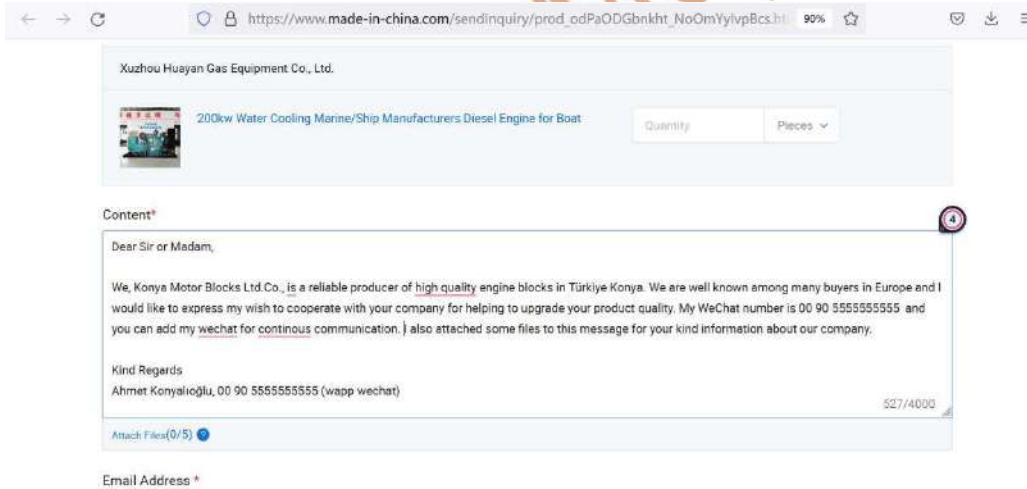 https://www.made-in-china.com/sendinquiry/prod_odPaODGbnkht_NoOmYylvpBcs.ht 90%
Xuzhou Huayan Gas Equipment Co., Ltd.
200kw Water Cooling Marine/Ship Manufacturers Diesel Engine for Boat
Quantity
Pieces
Content*
4
Dear Sir or Madam,
We, Konya Motor Blocks Ltd.Co., is a reliable producer of high quality engine blocks in Türkiye Konya. We are well known among many buyers in Europe and I
would like to express my wish to cooperate with your company for helping to upgrade your product quality. My WeChat number is 00 90 5555555555 and
you can add my wechat for continous communication. I also attached some files to this message for your kind information about our company.
Kind Regards
Ahmet Konyalıoğlu, 00 90 5555555555 (wapp wechat)
527/4000
Attach Files(0/5) ?
Email Address *